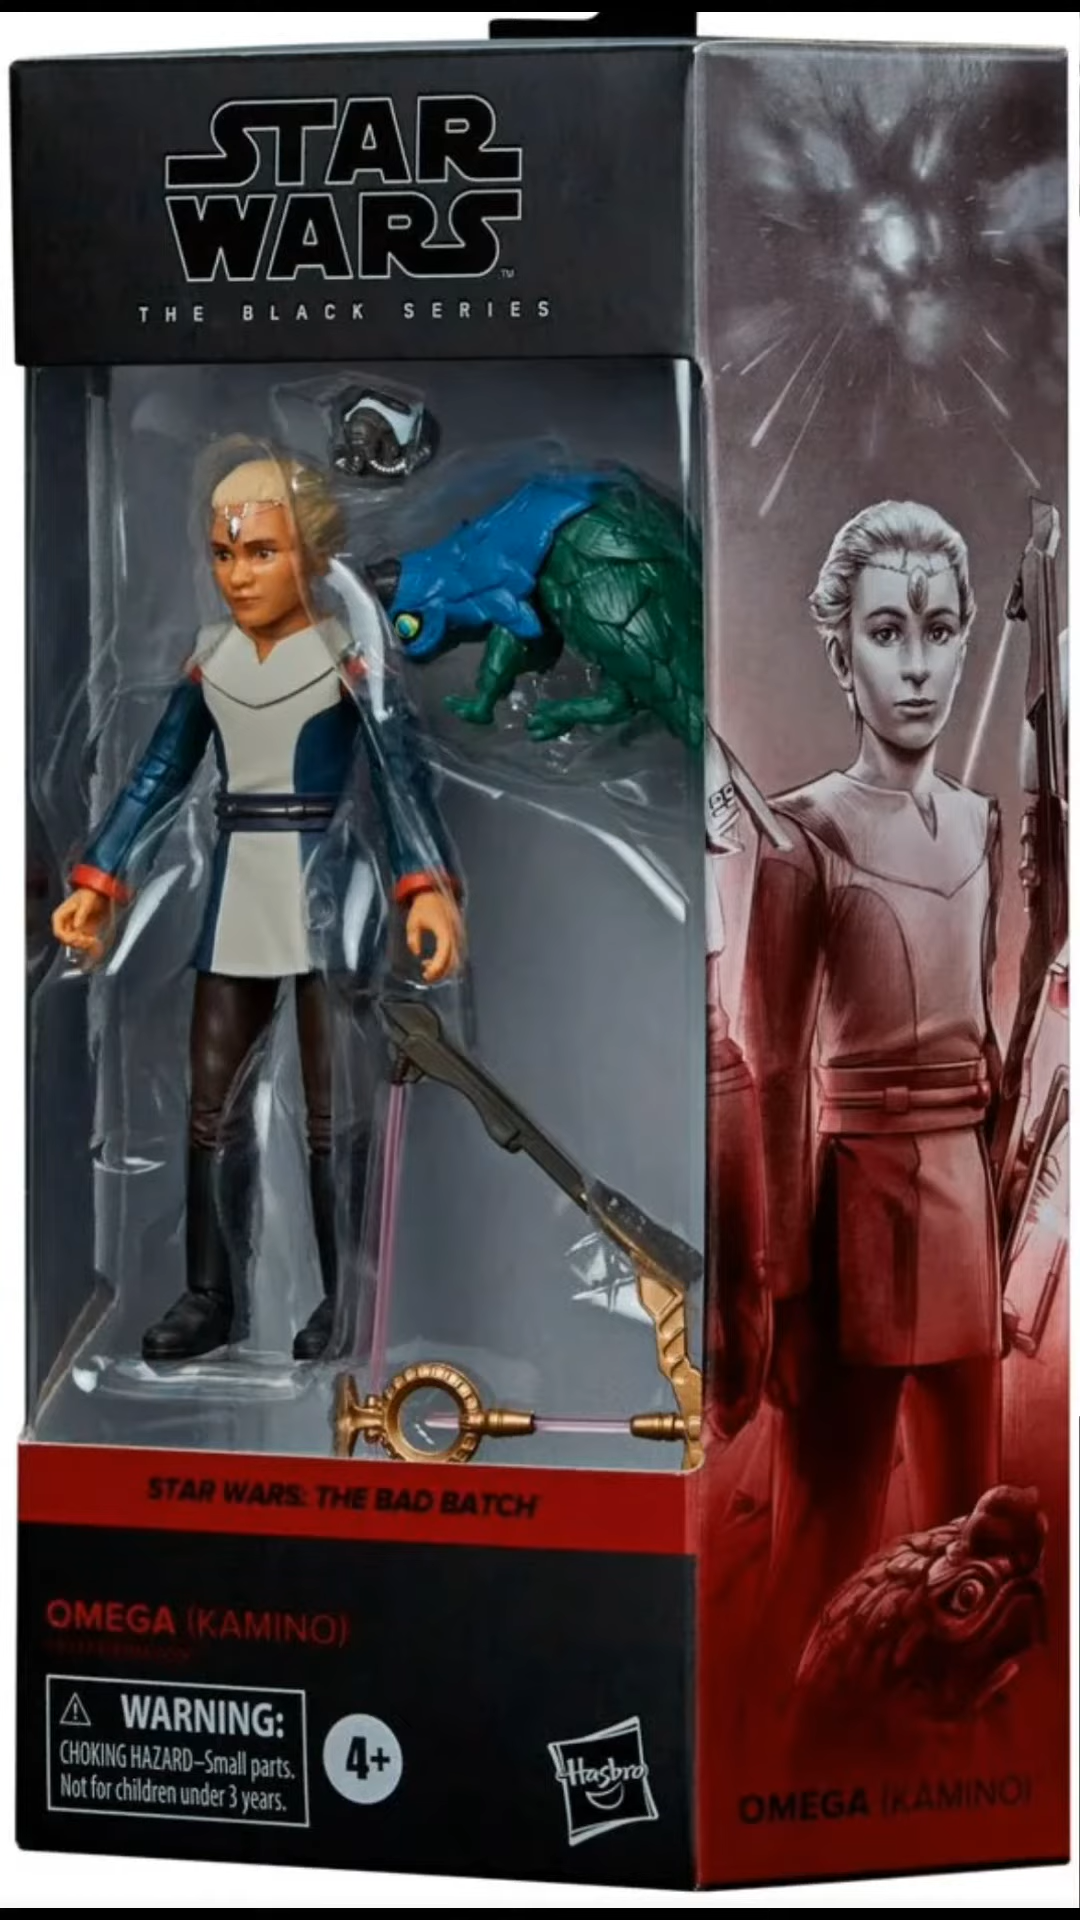 STAR
WARS
TM
THE BLACK SERIES
STAR WARS: THE BAD BATCH
OMEGA (KAMINO)
WARNING:
CHOKING HAZARD–Small parts.
Not for children under 3 years.
4+
Hasbro
OMEGA (KAMINO)